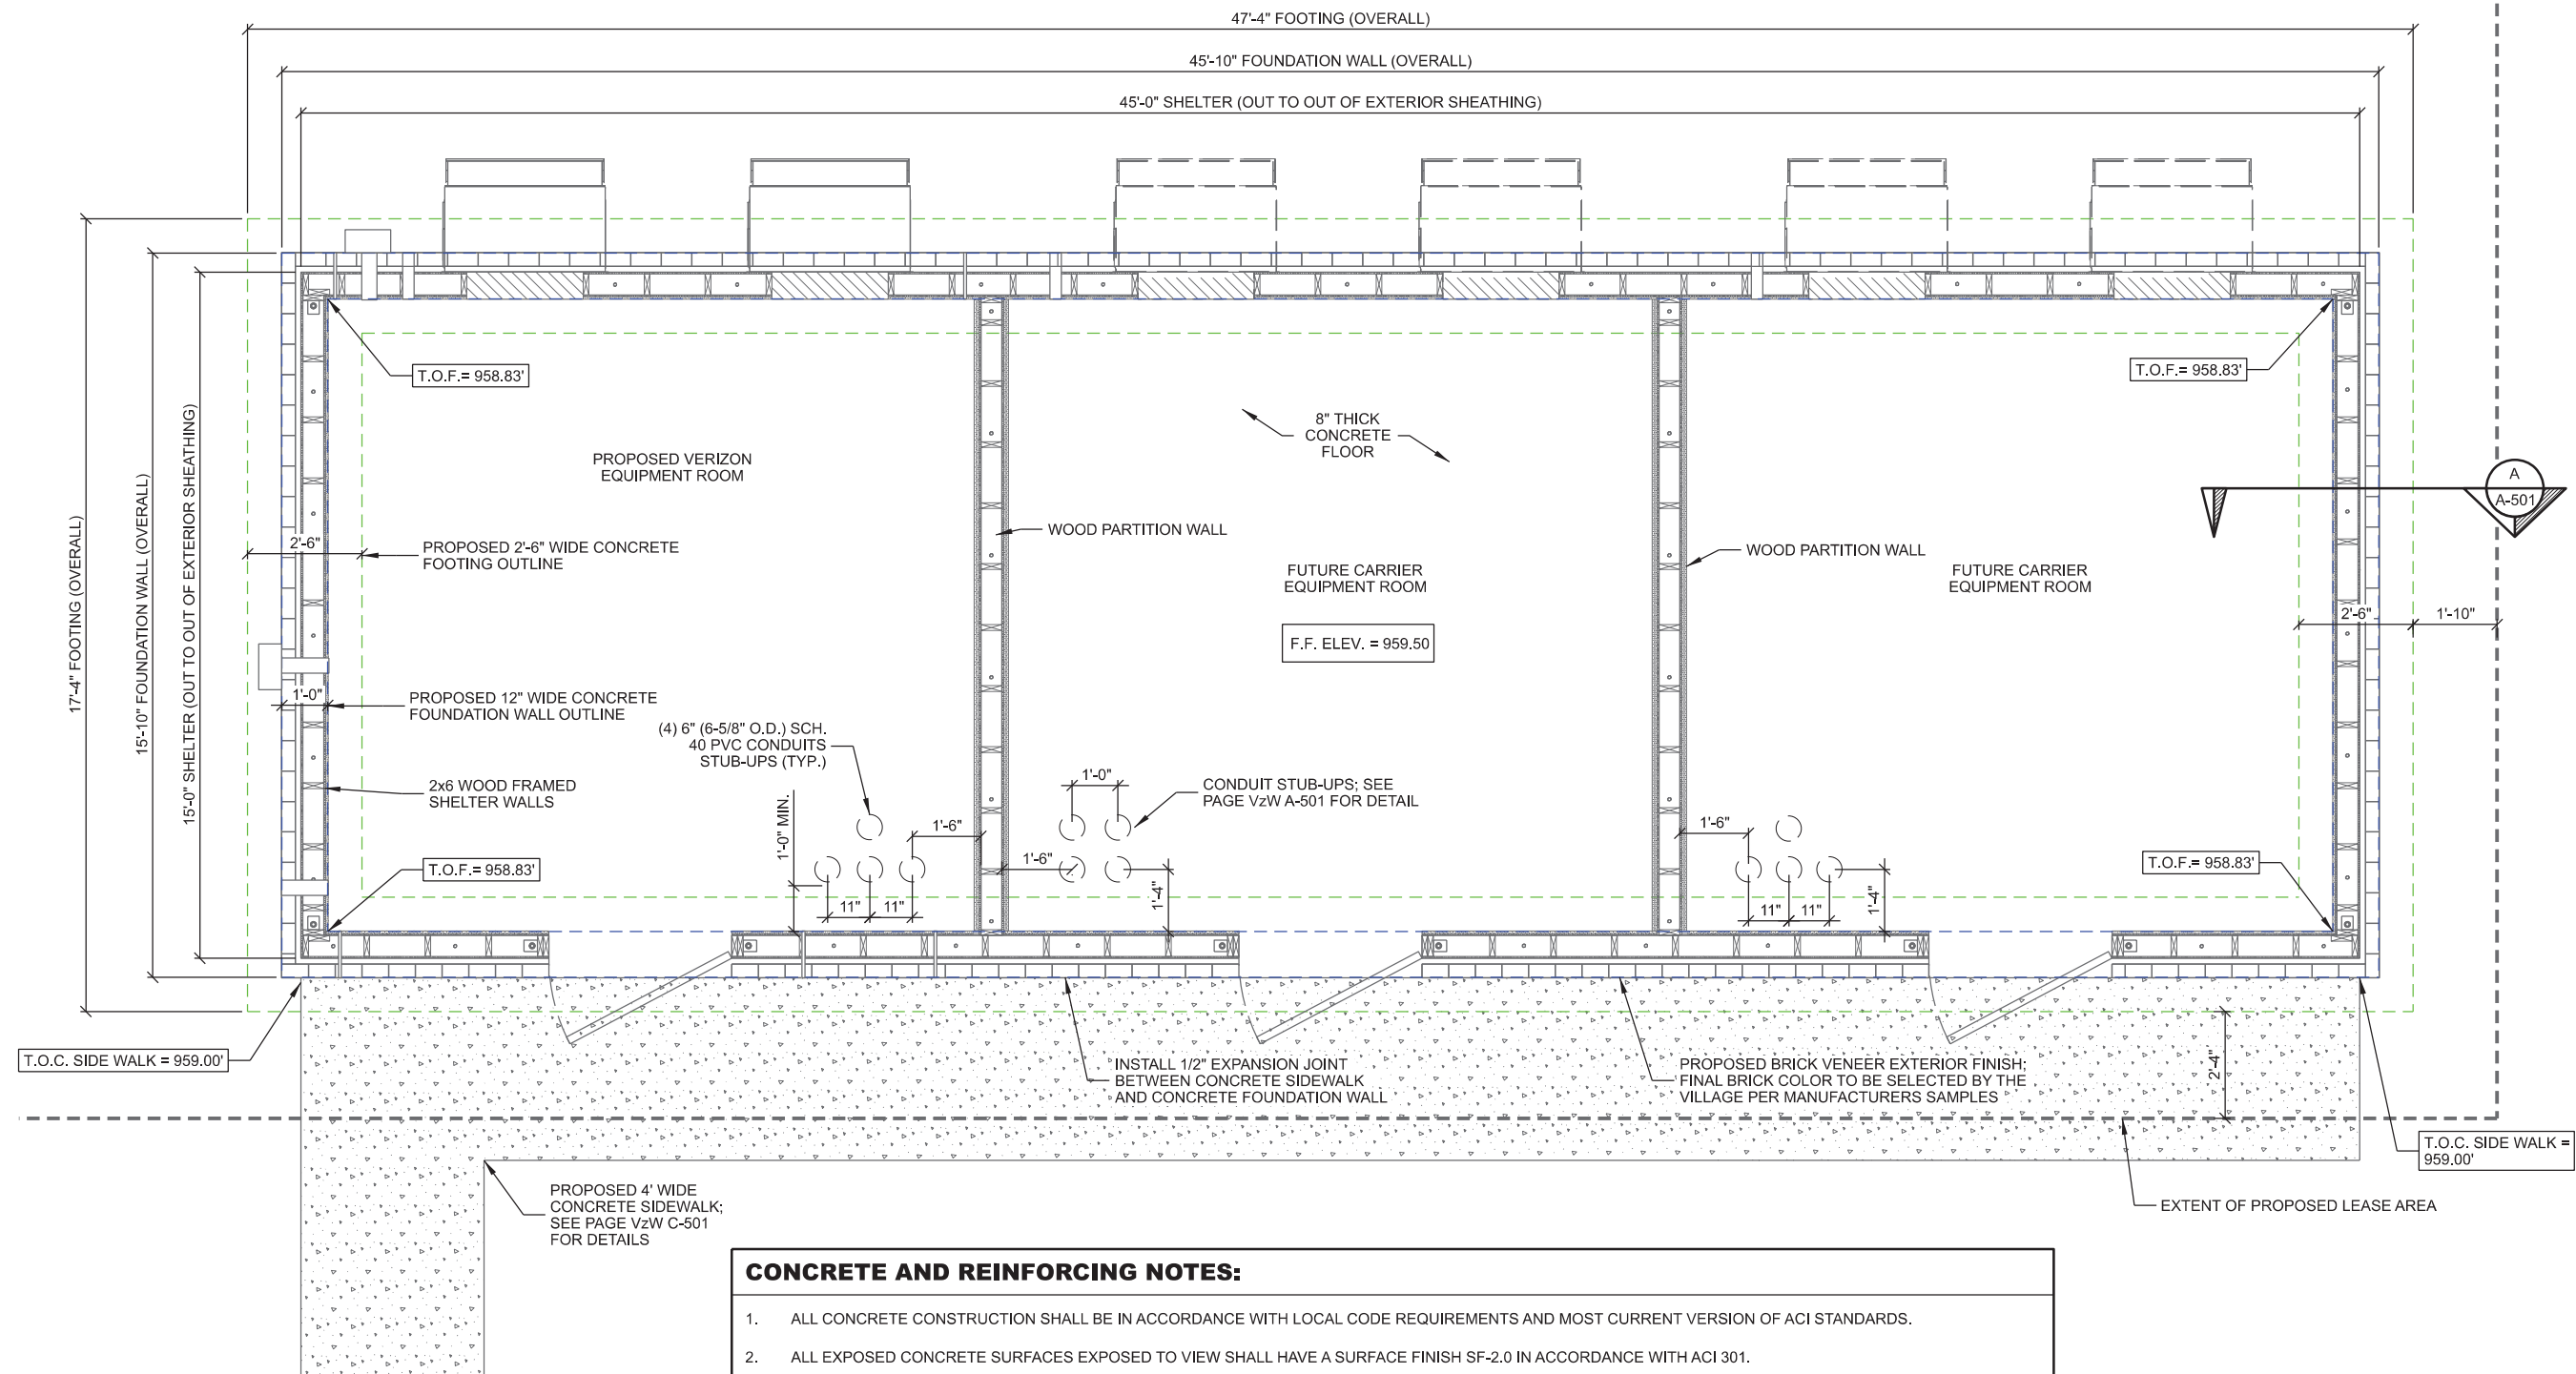 47'-4" FOOTING (OVERALL)
45'-10" FOUNDATION WALL (OVERALL)
45'-0" SHELTER (OUT TO OUT OF EXTERIOR SHEATHING)
17'-4" FOOTING (OVERALL)
15'-10" FOUNDATION WALL (OVERALL)
15'-0" SHELTER (OUT TO OUT OF EXTERIOR SHEATHING)
T.O.F.= 958.83'
T.O.F.= 958.83'
8" THICK
CONCRETE
FLOOR
PROPOSED VERIZON
EQUIPMENT ROOM
A
A-501
WOOD PARTITION WALL
WOOD PARTITION WALL
2'-6"
PROPOSED 2'-6" WIDE CONCRETE
FOOTING OUTLINE
FUTURE CARRIER
EQUIPMENT ROOM
FUTURE CARRIER
EQUIPMENT ROOM
2'-6"
1'-10"
F.F. ELEV. = 959.50
1'-0"
PROPOSED 12" WIDE CONCRETE
FOUNDATION WALL OUTLINE
(4) 6" (6-5/8" O.D.) SCH.
40 PVC CONDUITS
STUB-UPS (TYP.)
2x6 WOOD FRAMED
SHELTER WALLS
1'-0" MIN.
1'-0"
CONDUIT STUB-UPS; SEE
PAGE VzW A-501 FOR DETAIL
1'-6"
1'-6"
1'-6"
T.O.F.= 958.83'
T.O.F.= 958.83'
11"
11"
1'-4"
11"
11"
1'-4"
T.O.C. SIDE WALK = 959.00'
INSTALL 1/2" EXPANSION JOINT
BETWEEN CONCRETE SIDEWALK
AND CONCRETE FOUNDATION WALL
PROPOSED BRICK VENEER EXTERIOR FINISH;
FINAL BRICK COLOR TO BE SELECTED BY THE
VILLAGE PER MANUFACTURERS SAMPLES
2'-4"
T.O.C. SIDE WALK =
959.00'
PROPOSED 4' WIDE
CONCRETE SIDEWALK;
SEE PAGE VzW C-501
FOR DETAILS
EXTENT OF PROPOSED LEASE AREA
CONCRETE AND REINFORCING NOTES:
1. ALL CONCRETE CONSTRUCTION SHALL BE IN ACCORDANCE WITH LOCAL CODE REQUIREMENTS AND MOST CURRENT VERSION OF ACI STANDARDS.
2. ALL EXPOSED CONCRETE SURFACES EXPOSED TO VIEW SHALL HAVE A SURFACE FINISH SF-2.0 IN ACCORDANCE WITH ACI 301.